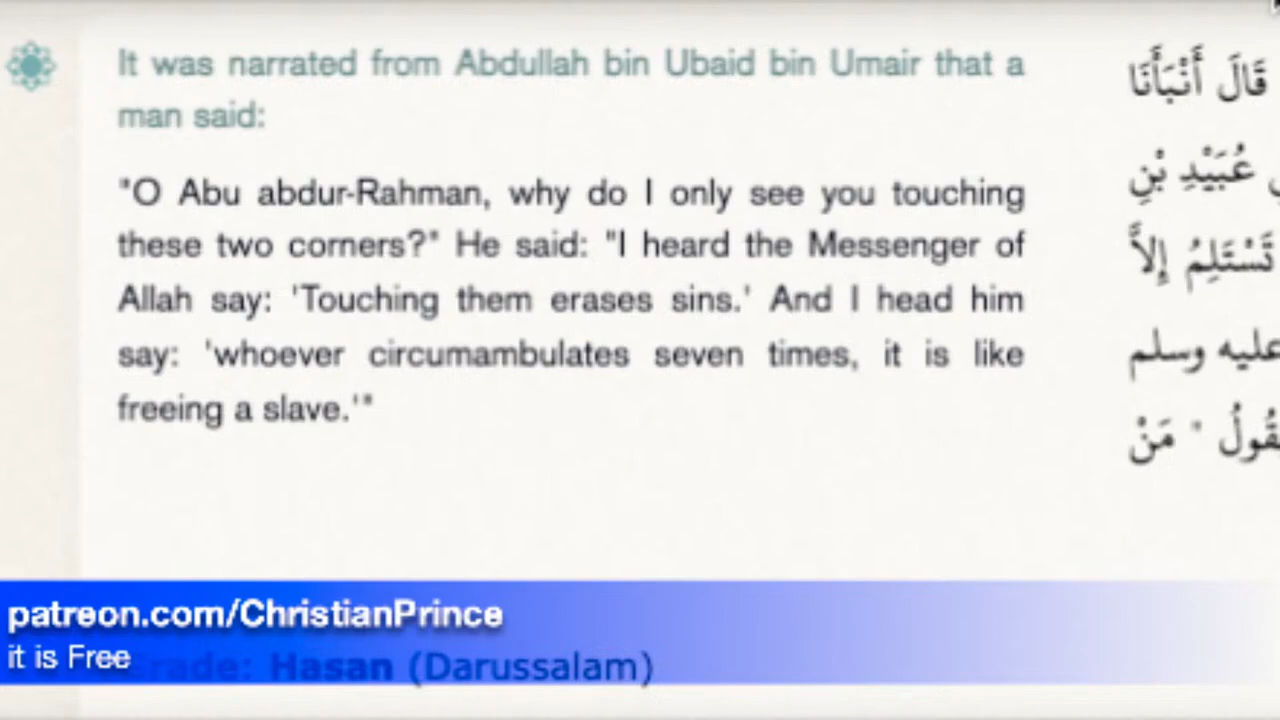 It was narrated from Abdullah bin Ubaid bin Umair that a
man said:
"O Abu abdur-Rahman, why do I only see you touching
these two corners?" He said: "I heard the Messenger of
Allah say: 'Touching them erases sins.' And I head him
say: 'whoever circumambulates seven times, it is like
freeing a slave.'"
قَالَ أَنْبَأَنَا
عُبَيْدِ بْنِ
تَسْتَلِمُ إِلاَّ
عليه وسلم
قُولُ " مَنْ
patreon.com/ChristianPrince
it is Free
Grade: Hasan (Darussalam)